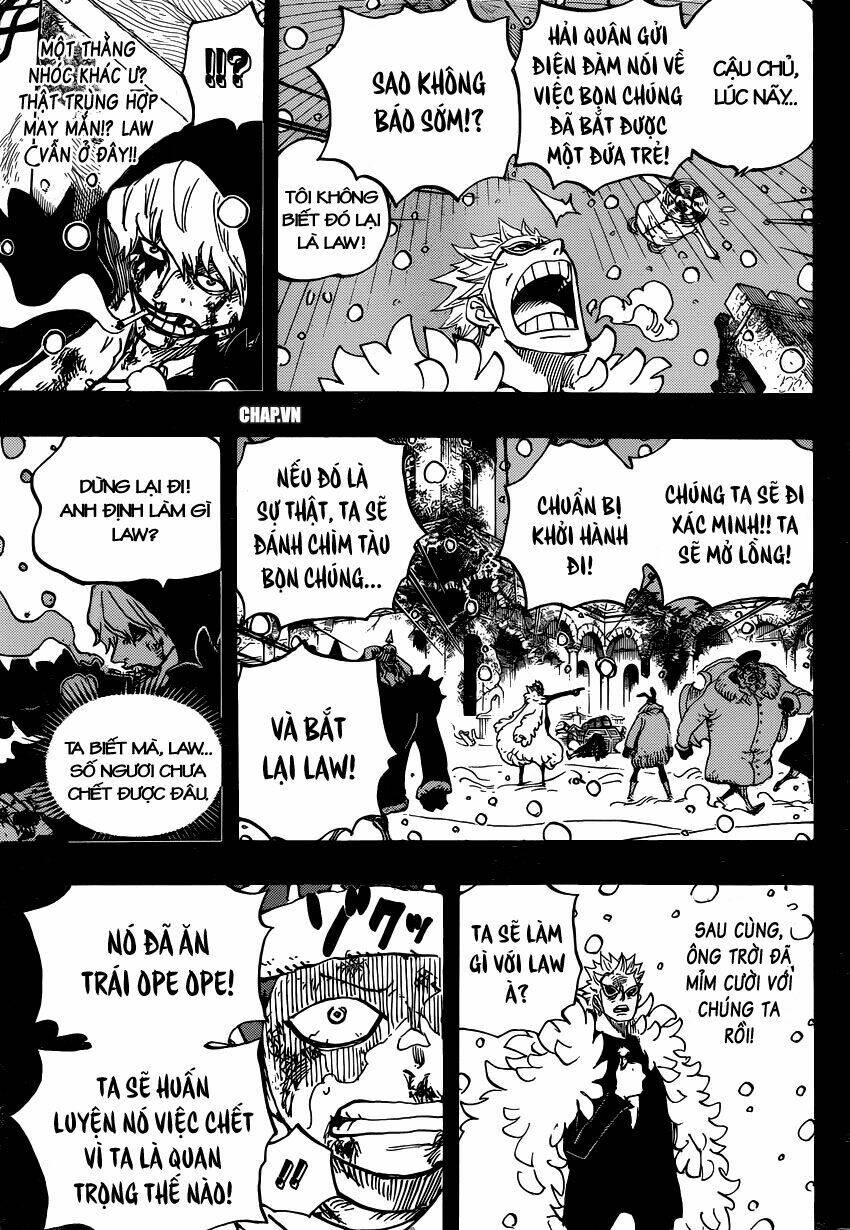 CẬU CHỦ,
LÚC NÃY...
HẢI QUÂN GỬI
ĐIỆN ĐÀM NÓI VỀ
VIỆC BỌN CHÚNG
ĐÃ BẮT ĐƯỢC
MỘT ĐỨA TRẺ!
SAO KHÔNG
BÁO SỚM!?
TÔI KHÔNG
BIẾT ĐÓ LẠI
LÀ LAW!
!!?
MỘT THẰNG
NHÓC KHÁC Ư?
THẬT TRÙNG HỢP
MAY MẮN!? LAW
VẪN Ở ĐÂY!!
CHAP.VN
CHÚNG TA SẼ ĐI
XÁC MINH!! TA
SẼ MỞ LỒNG!
CHUẨN BỊ
KHỞI HÀNH
ĐI!
NẾU ĐÓ LÀ
SỰ THẬT, TA SẼ
ĐÁNH CHÌM TÀU
BỌN CHÚNG...
VÀ BẮT
LẠI LAW!
DỪNG LẠI ĐI!
ANH ĐỊNH LÀM GÌ
LAW?
TA BIẾT MÀ, LAW...
SỐ NGƯƠI CHƯA
CHẾT ĐƯỢC ĐÂU.
SAU CÙNG,
ÔNG TRỜI ĐÃ
MỈM CƯỜI VỚI
CHÚNG TA
RỒI!
TA SẼ LÀM
GÌ VỚI LAW
À?
ゾクッ
NÓ ĐÃ ĂN
TRÁI OPE OPE!
TA SẼ HUẤN
LUYỆN NÓ VIỆC CHẾT
VÌ TA LÀ QUAN
TRỌNG THẾ NÀO!
!!